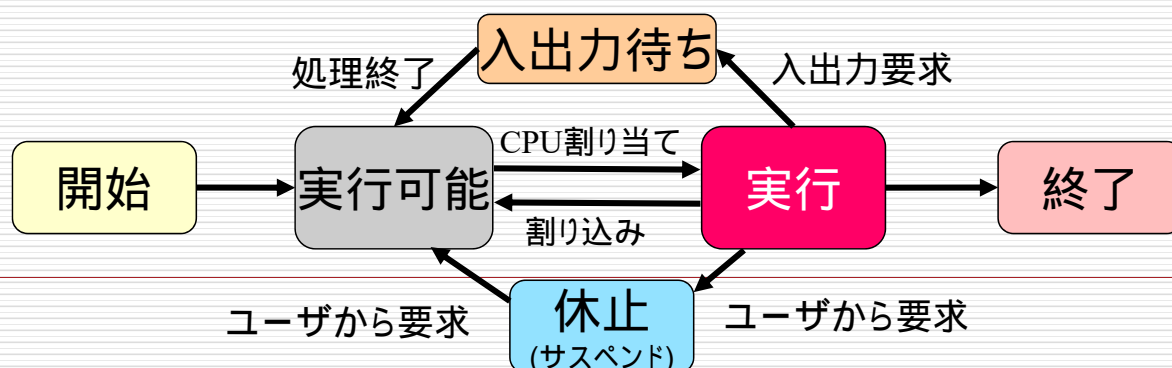 入出力待ち
処理終了
入出力要求
CPU割り当て
開始
実行可能
実行
終了
割り込み
ユーザから要求
休止
ユーザから要求
(サスペンド)